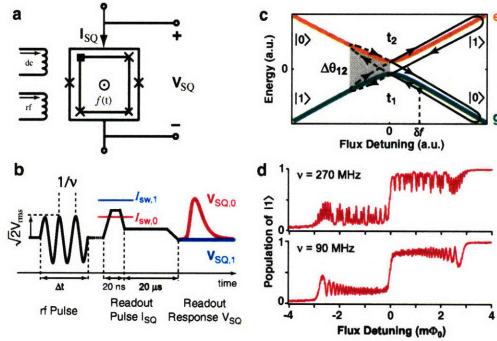 a
I_SQ
+
dc
rf
f(t)
V_SQ
−
b
1/ν
√2V_rms
I_sw,1
I_sw,0
V_SQ,0
V_SQ,1
Δt
20 ns
20 µs
time
rf Pulse
Readout
Pulse I_SQ
Readout
Response V_SQ
c
Energy (a.u.)
0
|0⟩
|1⟩
Δθ₁₂
t₂
t₁
|1⟩
|0⟩
e
g
0
δf
Flux Detuning (a.u.)
d
Population of |1⟩
1
ν = 270 MHz
0
1
ν = 90 MHz
0
-4 -2 0 2 4
Flux Detuning (mΦ₀)